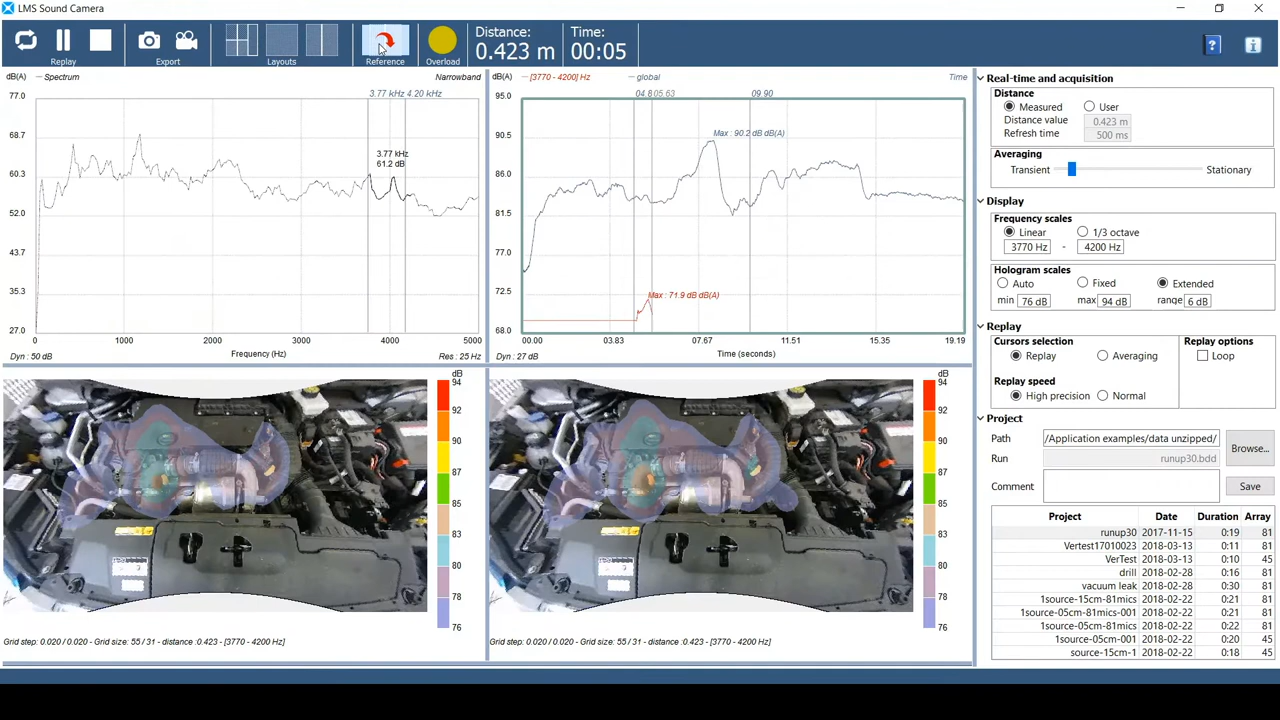 LMS Sound Camera
Replay
Export
Layouts
Reference
Overload
Distance:
0.423 m
Time:
00:05
dB(A)
Spectrum
Narrowband
3.77 kHz 4.20 kHz
77.0
68.7
60.3
52.0
43.7
35.3
27.0
3.77 kHz
61.2 dB
0
1000
2000
3000
4000
5000
Dyn : 50 dB
Frequency (Hz)
Res : 25 Hz
dB(A)
[3770 - 4200] Hz
global
Time
04.8
05.63
09.90
95.0
90.5
86.0
81.5
77.0
72.5
68.0
Max : 90.2 dB dB(A)
Max : 71.9 dB dB(A)
00.00
03.83
07.67
11.51
15.35
19.19
Dyn : 27 dB
Time (seconds)
dB
94
92
90
87
85
83
80
78
76
Grid step: 0.020 / 0.020 - Grid size: 55 / 31 - distance :0.423 - [3770 - 4200 Hz]
dB
94
92
90
87
85
83
80
78
76
Grid step: 0.020 / 0.020 - Grid size: 55 / 31 - distance :0.423 - [3770 - 4200 Hz]
Real-time and acquisition
Distance
Measured
User
Distance value
0.423 m
Refresh time
500 ms
Averaging
Transient
Stationary
Display
Frequency scales
Linear
1/3 octave
3770 Hz - 4200 Hz
Hologram scales
Auto
Fixed
Extended
min 76 dB max 94 dB range 6 dB
Replay
Cursors selection
Replay
Averaging
Replay options
Loop
Replay speed
High precision
Normal
Project
Path /Application examples/data unzipped/
Browse...
Run runup30.bdd
Comment
Save
Project Date Duration Array
runup30 2017-11-15 0:19 81
Vertest17010023 2018-03-13 0:11 81
VerTest 2018-03-13 0:10 45
drill 2018-02-28 0:16 81
vacuum leak 2018-02-28 0:30 81
1source-15cm-81mics 2018-02-22 0:21 81
1source-05cm-81mics-001 2018-02-22 0:21 81
1source-05cm-81mics 2018-02-22 0:22 81
1source-05cm-001 2018-02-22 0:20 45
source-15cm-1 2018-02-22 0:18 45